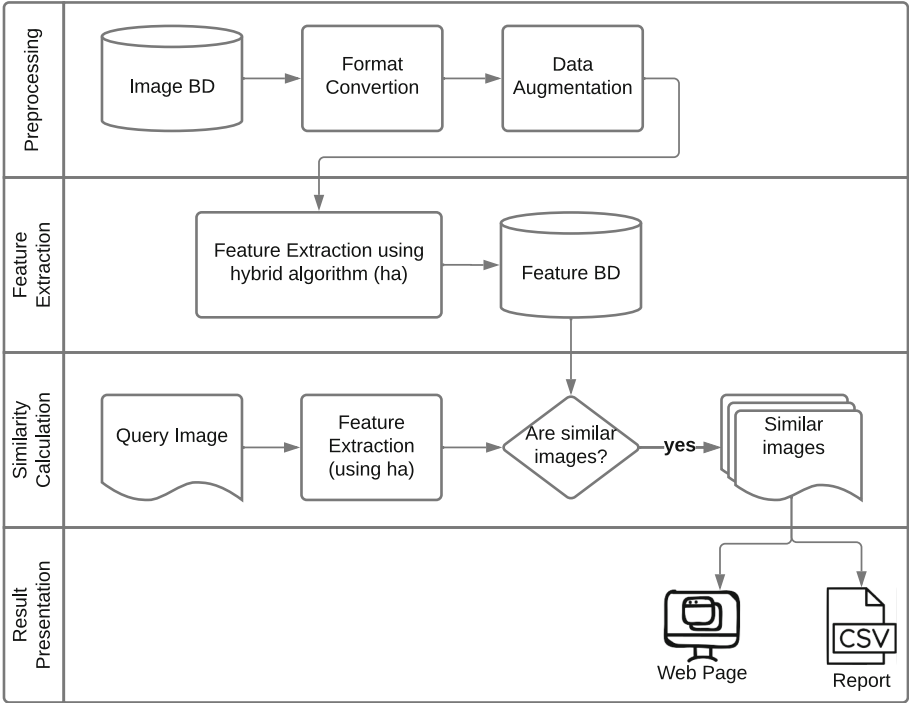 Preprocessing
Image BD
Format
Convertion
Data
Augmentation
Feature
Extraction
Feature Extraction using
hybrid algorithm (ha)
Feature BD
Similarity
Calculation
Query Image
Feature
Extraction
(using ha)
Are similar
images?
yes
Similar
images
Result
Presentation
Web Page
CSV
Report